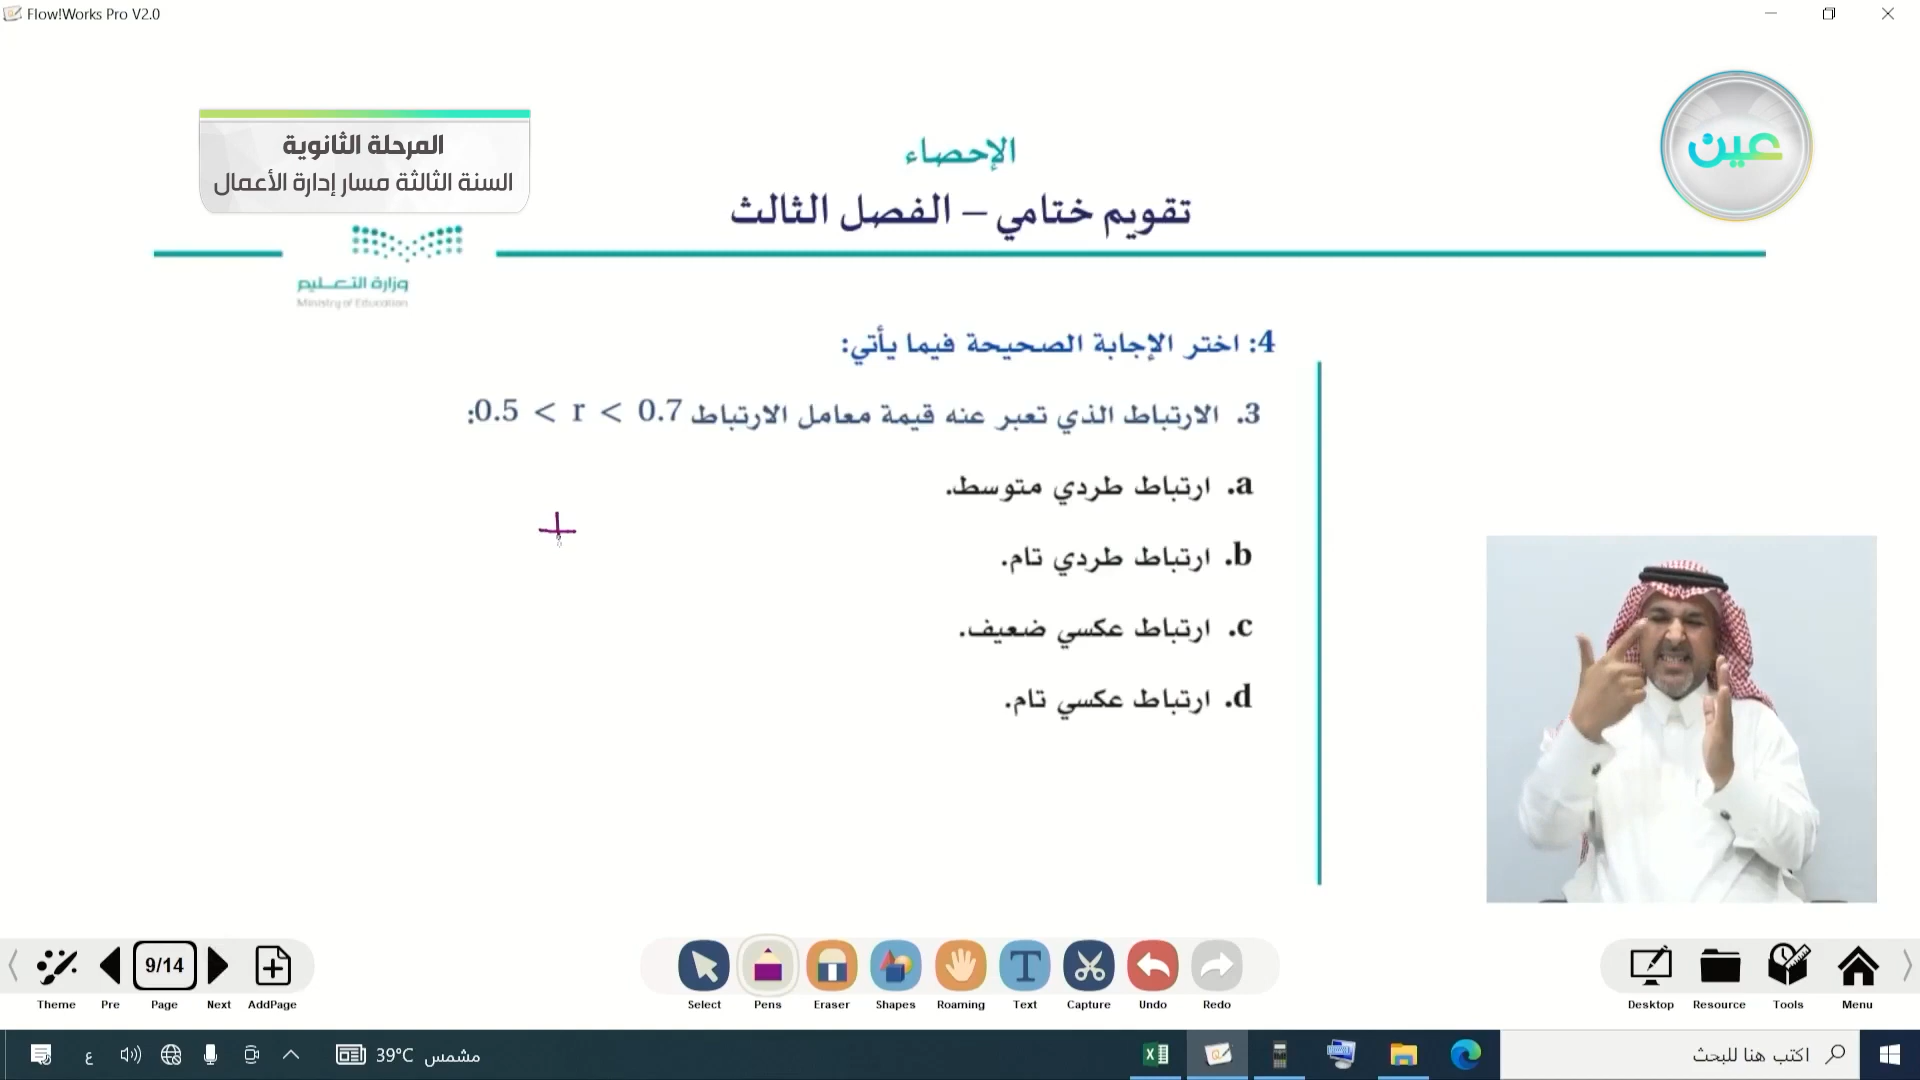 Flow!Works Pro V2.0
المرحلة الثانوية
السنة الثالثة مسار إدارة الأعمال
الإحصاء
تقويم ختامي – الفصل الثالث
عين
وزارة التعليم
Ministry of Education
4: اختر الإجابة الصحيحة فيما يأتي:
3. الارتباط الذي تعبر عنه قيمة معامل الارتباط 0.5 < r < 0.7:
a. ارتباط طردي متوسط.
b. ارتباط طردي تام.
c. ارتباط عكسي ضعيف.
d. ارتباط عكسي تام.
+
9/14
Theme Pre Page Next AddPage
Select Pens Eraser Shapes Roaming Text Capture Undo Redo
Desktop Resource Tools Menu
ع
39°C مشمس
اكتب هنا للبحث